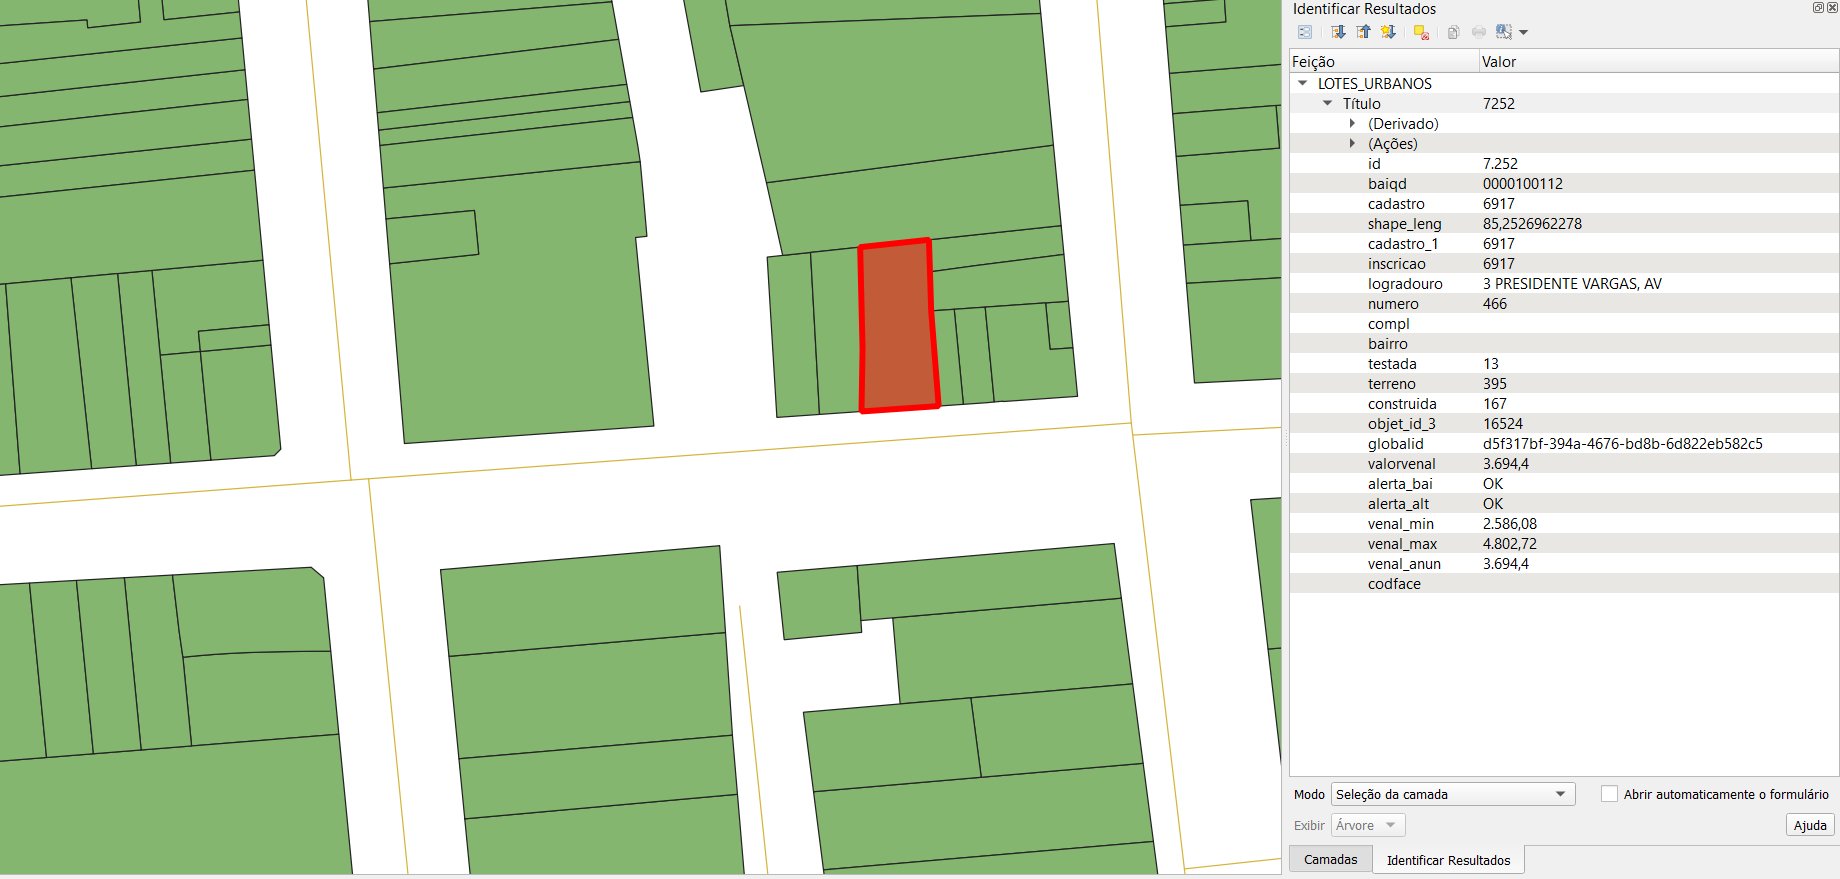 Identificar Resultados
Feição Valor
LOTES_URBANOS
Título 7252
(Derivado)
(Ações)
id 7.252
baiqd 0000100112
cadastro 6917
shape_leng 85,2526962278
cadastro_1 6917
inscricao 6917
logradouro 3 PRESIDENTE VARGAS, AV
numero 466
compl
bairro
testada 13
terreno 395
construida 167
objet_id_3 16524
globalid d5f317bf-394a-4676-bd8b-6d822eb582c5
valorvenal 3.694,4
alerta_bai OK
alerta_alt OK
venal_min 2.586,08
venal_max 4.802,72
venal_anun 3.694,4
codface
Modo Seleção da camada Abrir automaticamente o formulário
Exibir Árvore Ajuda
Camadas Identificar Resultados